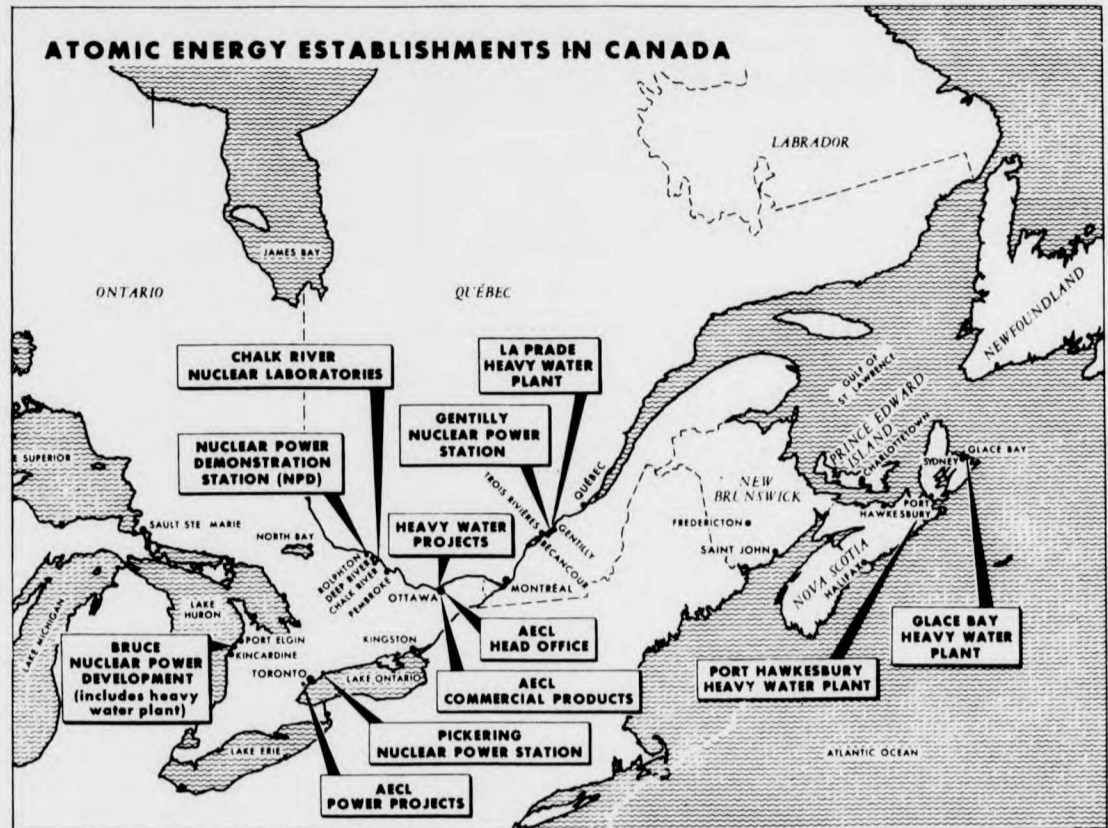 ATOMIC ENERGY ESTABLISHMENTS IN CANADA
LABRADOR
JAMES BAY
ONTARIO
QUÉBEC
NEWFOUNDLAND
CHALK RIVER
NUCLEAR LABORATORIES
LA PRADE
HEAVY WATER
PLANT
GULF OF
ST LAWRENCE
GENTILLY
NUCLEAR POWER
STATION
PRINCE EDWARD
ISLAND
CHARLOTTETOWN
NUCLEAR POWER
DEMONSTRATION
STATION (NPD)
E SUPERIOR
SYDNEY
GLACE BAY
QUÉBEC
TROIS RIVIÈRES
GENTILLY
BÉCANCOUR
NEW
BRUNSWICK
PORT
HAWKESBURY
HEAVY WATER
PROJECTS
SAULT STE MARIE
NORTH BAY
FREDERICTON
SAINT JOHN
ROLPHTON
DEEP RIVER
CHALK RIVER
PEMBROKE
OTTAWA
MONTRÉAL
NOVA SCOTIA
HALIFAX
LAKE MICHIGAN
LAKE
HURON
PORT ELGIN
KINCARDINE
BRUCE
NUCLEAR POWER
DEVELOPMENT
(includes heavy
water plant)
KINGSTON
AECL
HEAD OFFICE
GLACE BAY
HEAVY WATER
PLANT
TORONTO
LAKE ONTARIO
AECL
COMMERCIAL PRODUCTS
PORT HAWKESBURY
HEAVY WATER PLANT
PICKERING
NUCLEAR POWER STATION
LAKE ERIE
ATLANTIC OCEAN
AECL
POWER PROJECTS